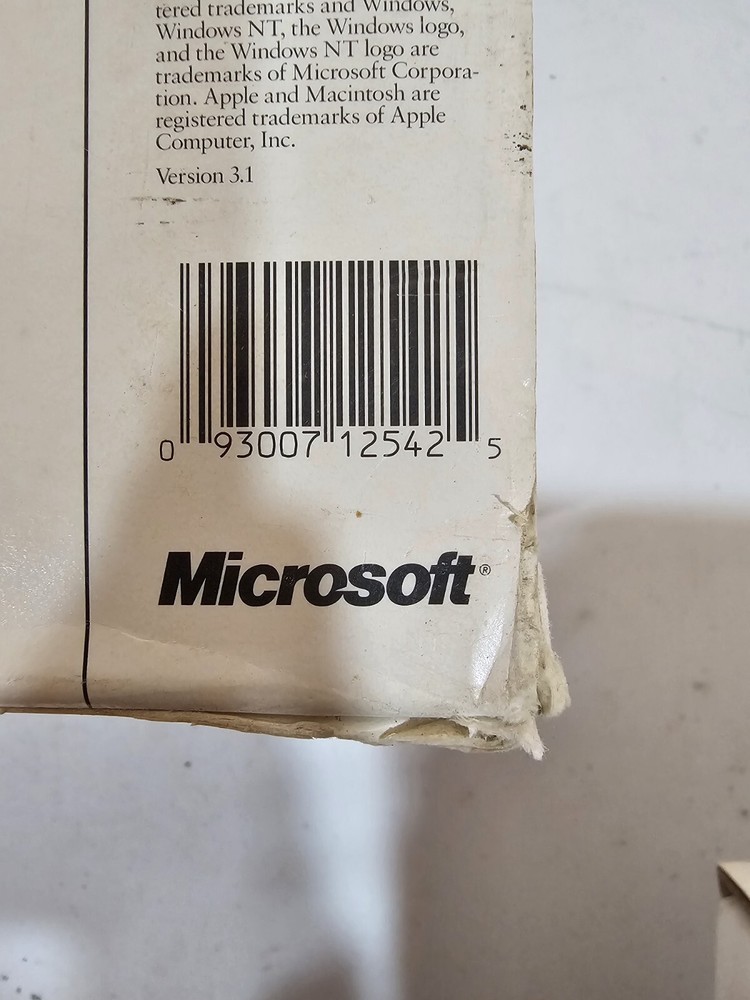 tered trademarks and Windows,
Windows NT, the Windows logo,
and the Windows NT logo are
trademarks of Microsoft Corpora-
tion. Apple and Macintosh are
registered trademarks of Apple
Computer, Inc.
Version 3.1
0 93007 12542 5
Microsoft®